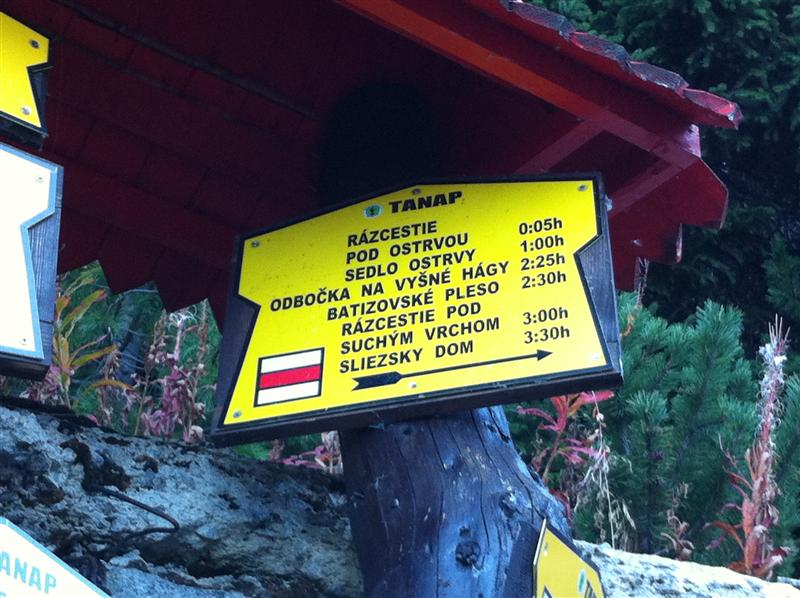 TANAP
RÁZCESTIE
POD OSTRVOU 0:05h
SEDLO OSTRVY 1:00h
ODBOČKA NA VYŠNÉ HÁGY 2:25h
BATIZOVSKÉ PLESO 2:30h
RÁZCESTIE POD
SUCHÝM VRCHOM 3:00h
SLIEZSKY DOM 3:30h
TANAP